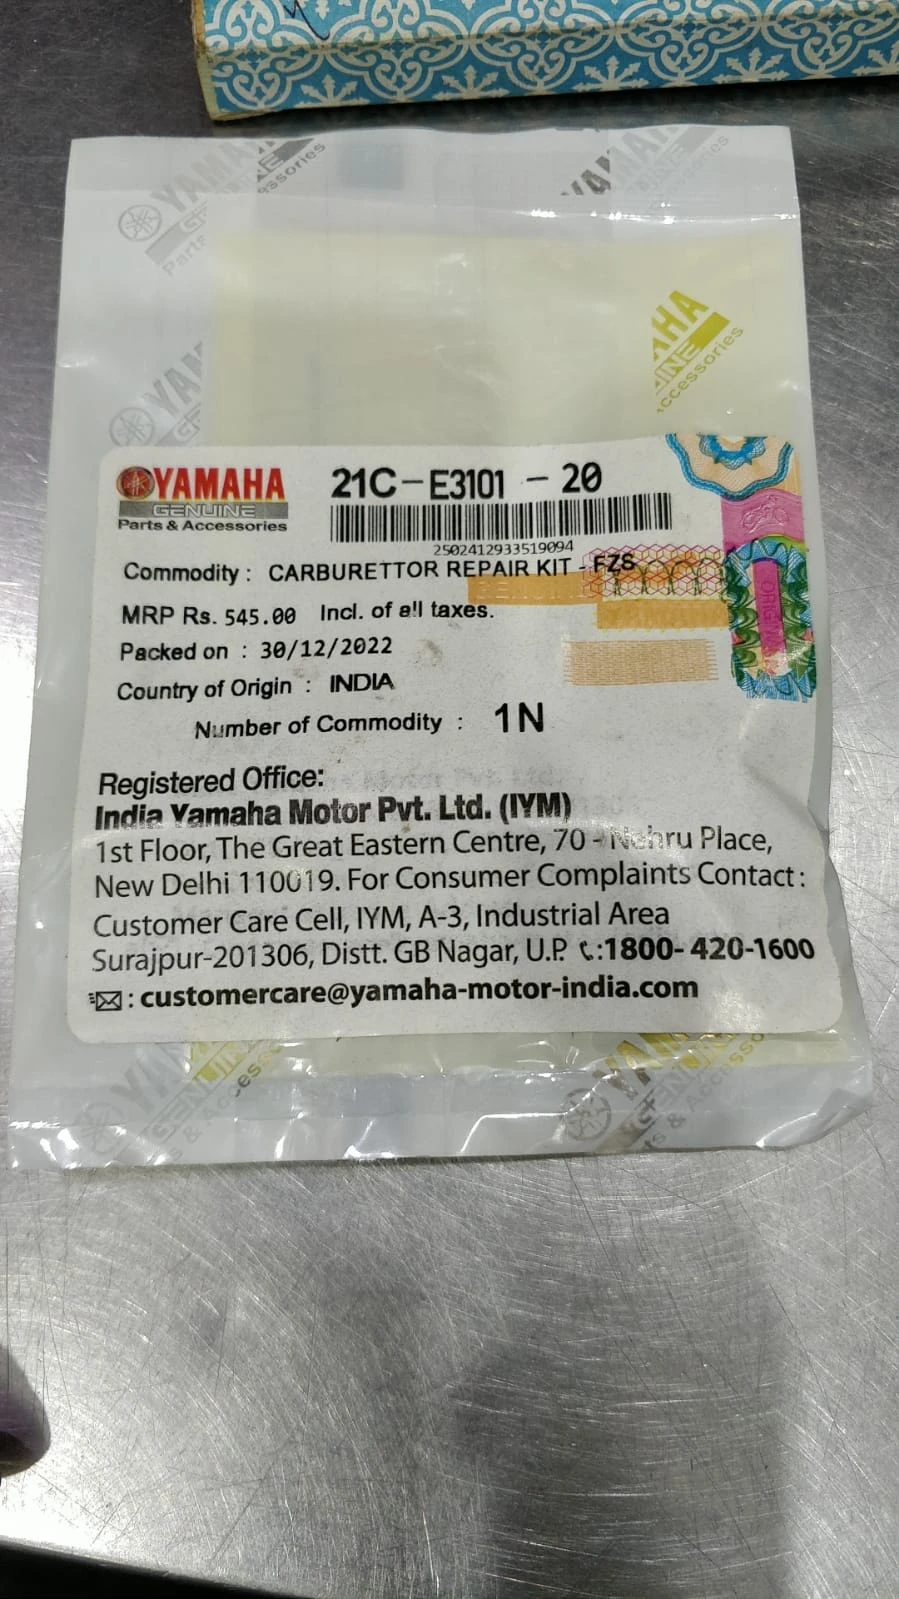 YAMAHA
GENUINE
Parts & Accessories
21C-E3101 - 20
2502412933519094
Commodity : CARBURETTOR REPAIR KIT - FZS
MRP Rs. 545.00 Incl. of all taxes.
GENUINE
Packed on : 30/12/2022
Country of Origin : INDIA
Number of Commodity : 1N
Registered Office:
India Yamaha Motor Pvt. Ltd. (IYM)
1st Floor, The Great Eastern Centre, 70 - Nehru Place,
New Delhi 110019. For Consumer Complaints Contact :
Customer Care Cell, IYM, A-3, Industrial Area
Surajpur-201306, Distt. GB Nagar, U.P. :1800- 420-1600
: customercare@yamaha-motor-india.com